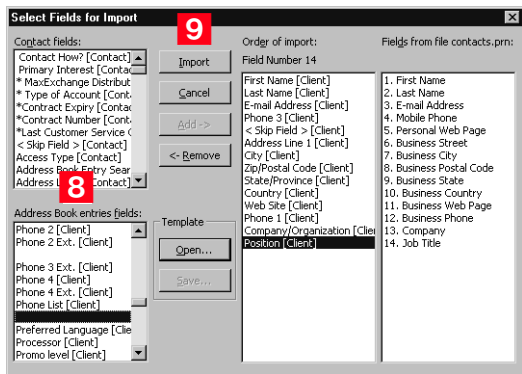 Select Fields for Import
9
Contact fields:
Contact How? [Contact]
Primary Interest [Contac
* MaxExchange Distribut
* Type of Account [Cont
*Contract Expiry [Contac
*Contract Number [Cont
*Last Customer Service C
< Skip Field > [Contact]
Access Type [Contact]
Address Book Entry Sear
Address L ontact]
8
Address Book entries fields:
Phone 2 [Client]
Phone 2 Ext. [Client]
Phone 3 Ext. [Client]
Phone 4 [Client]
Phone 4 Ext. [Client]
Phone List [Client]
Preferred Language [Clie
Processor [Client]
Promo level [Client]
Import
Cancel
Add ->
<- Remove
Template
Open...
Save...
Order of import:
Field Number 14
First Name [Client]
Last Name [Client]
E-mail Address [Client]
Phone 3 [Client]
< Skip Field > [Client]
Address Line 1 [Client]
City [Client]
Zip/Postal Code [Client]
State/Province [Client]
Country [Client]
Web Site [Client]
Phone 1 [Client]
Company/Organization [Clie
Position [Client]
Fields from file contacts.prn:
1. First Name
2. Last Name
3. E-mail Address
4. Mobile Phone
5. Personal Web Page
6. Business Street
7. Business City
8. Business Postal Code
9. Business State
10. Business Country
11. Business Web Page
12. Business Phone
13. Company
14. Job Title